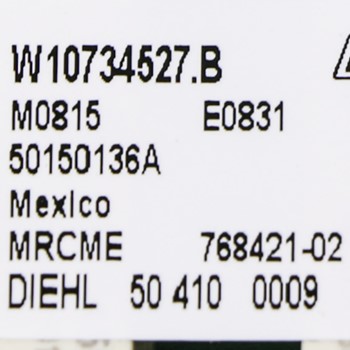 W10734527.B
M0815 E0831
50150136A
Mexico
MRCME 768421-02
DIEHL 50 410 0009